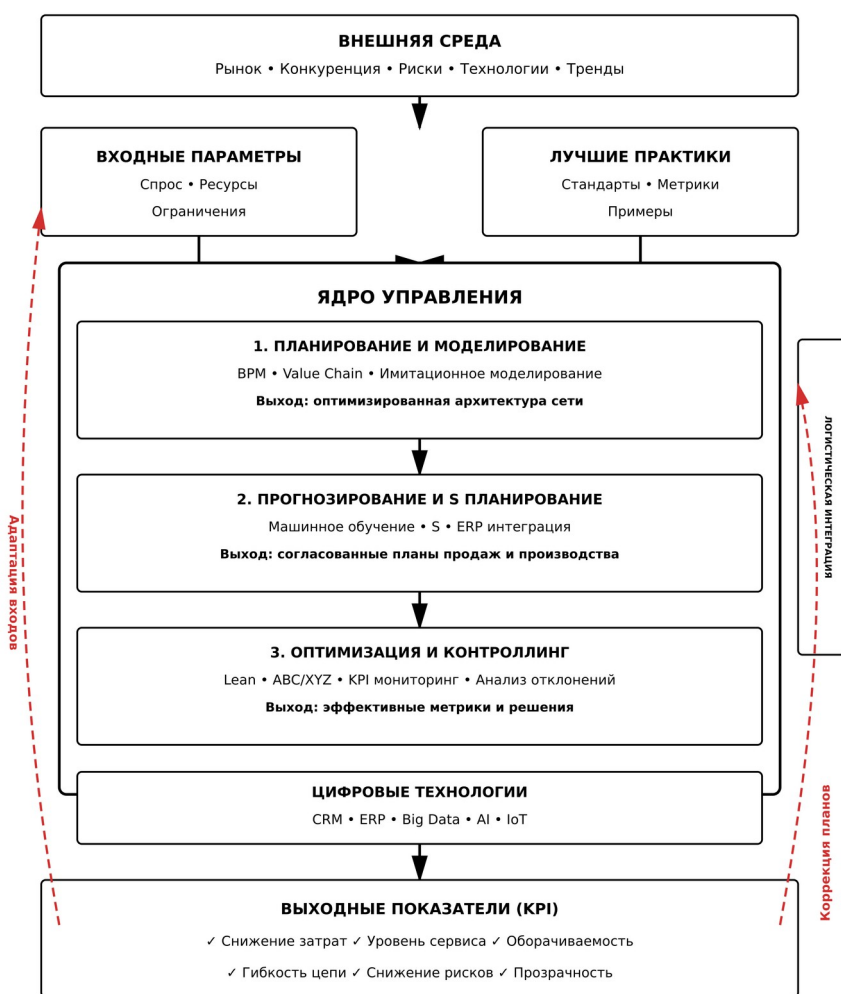 ВНЕШНЯЯ СРЕДА
Рынок • Конкуренция • Риски • Технологии • Тренды
ВХОДНЫЕ ПАРАМЕТРЫ
Спрос • Ресурсы
Ограничения
ЛУЧШИЕ ПРАКТИКИ
Стандарты • Метрики
Примеры
ЯДРО УПРАВЛЕНИЯ
1. ПЛАНИРОВАНИЕ И МОДЕЛИРОВАНИЕ
BPM • Value Chain • Имитационное моделирование
Выход: оптимизированная архитектура сети
2. ПРОГНОЗИРОВАНИЕ И S ПЛАНИРОВАНИЕ
Машинное обучение • S • ERP интеграция
Выход: согласованные планы продаж и производства
3. ОПТИМИЗАЦИЯ И КОНТРОЛЛИНГ
Lean • ABC/XYZ • KPI мониторинг • Анализ отклонений
Выход: эффективные метрики и решения
ЦИФРОВЫЕ ТЕХНОЛОГИИ
CRM • ERP • Big Data • AI • IoT
ВЫХОДНЫЕ ПОКАЗАТЕЛИ (KPI)
✓ Снижение затрат ✓ Уровень сервиса ✓ Оборачиваемость
✓ Гибкость цепи ✓ Снижение рисков ✓ Прозрачность
Адаптация входов
ЛОГИСТИЧЕСКАЯ ИНТЕГРАЦИЯ
Коррекция планов